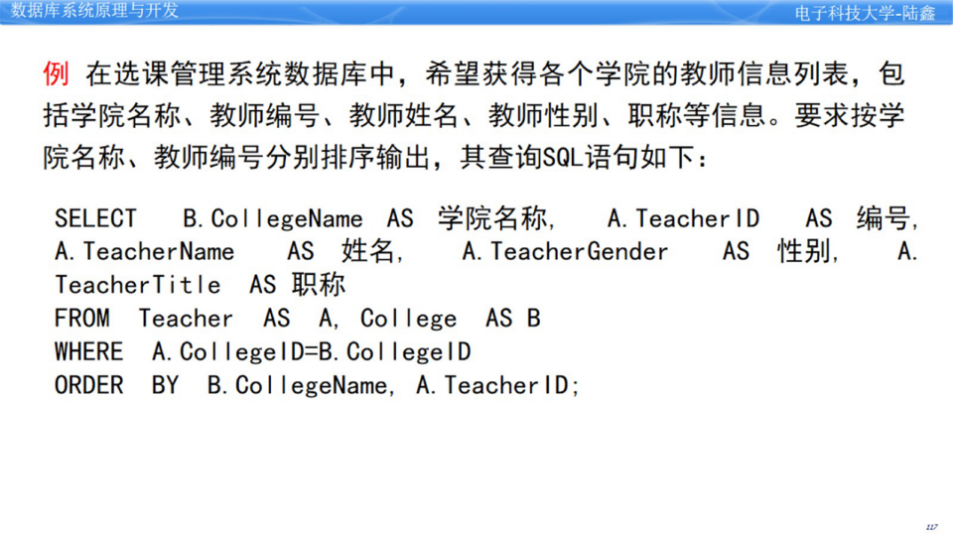 数据库系统原理与开发
电子科技大学-陆鑫
例 在选课管理系统数据库中，希望获得各个学院的教师信息列表，包
括学院名称、教师编号、教师姓名、教师性别、职称等信息。要求按学
院名称、教师编号分别排序输出，其查询SQL语句如下：
SELECT B.CollegeName AS 学院名称, A.TeacherID AS 编号,
A.TeacherName AS 姓名, A.TeacherGender AS 性别, A.
TeacherTitle AS 职称
FROM Teacher AS A, College AS B
WHERE A.CollegeID=B.CollegeID
ORDER BY B.CollegeName, A.TeacherID;
117